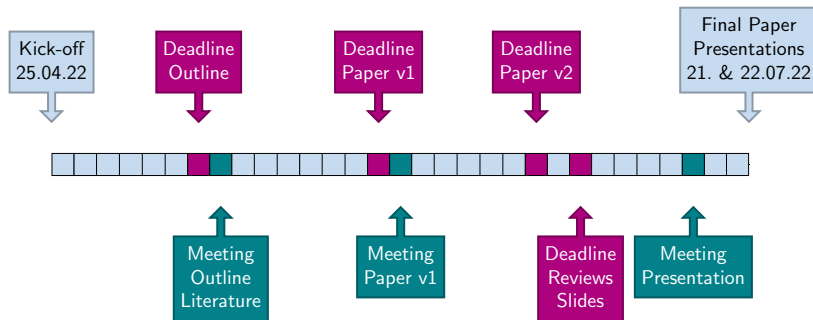 Kick-off
25.04.22
Deadline
Outline
Deadline
Paper v1
Deadline
Paper v2
Final Paper
Presentations
21. & 22.07.22
Meeting
Outline
Literature
Meeting
Paper v1
Deadline
Reviews
Slides
Meeting
Presentation